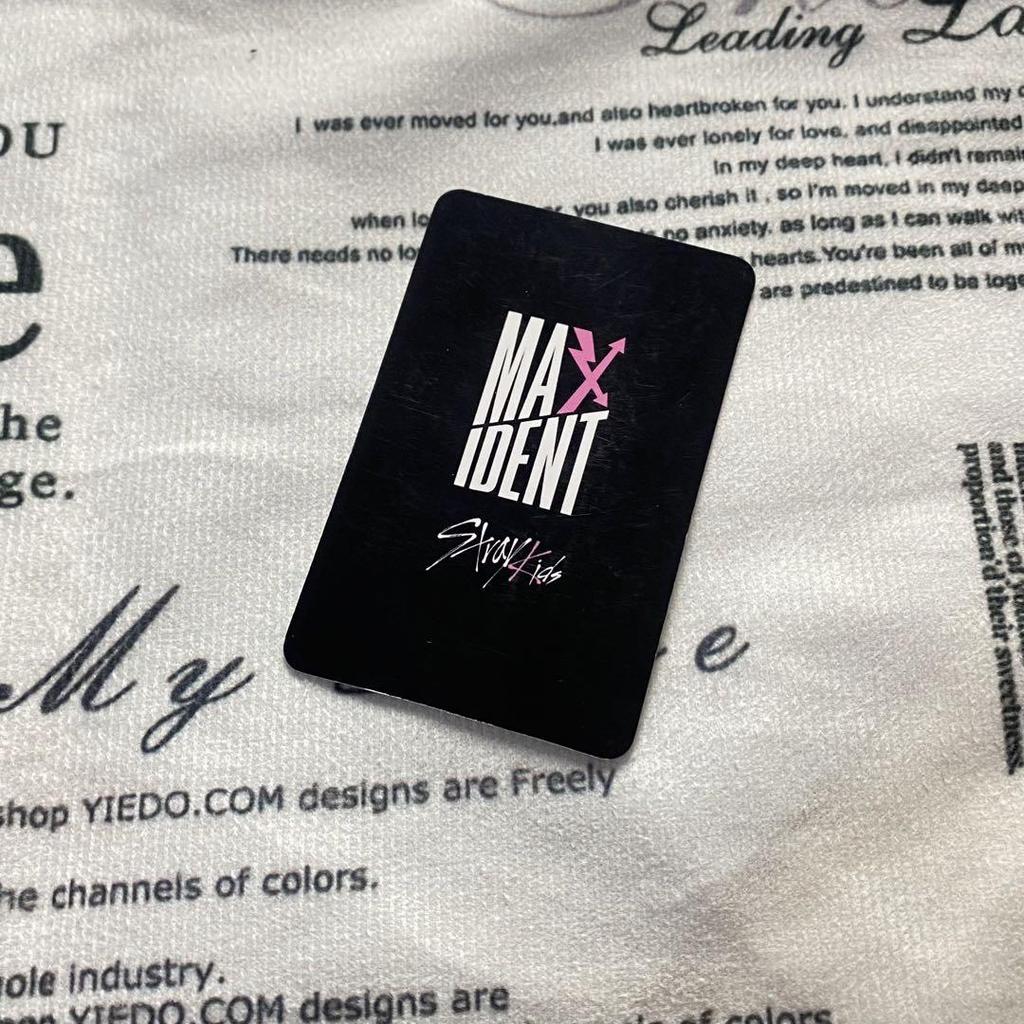 Leading
I was ever moved for you,and also heartbroken for you. I understand my
I was ever lonely for love, and disappointed
In my deep heart, I didn't remain
when you also cherish it , so I'm moved in my deep
There needs no no anxiety, as long as I can walk
hearts.You're been all of
are predestined to be
OU
e
he
ge.
MAX
IDENT
Stray Kids
and those of
proportion'd their sweetness.
My e
shop YIEDO.COM designs are Freely
he channels of colors.
ole industry.
YIEDO.COM designs are
of colors